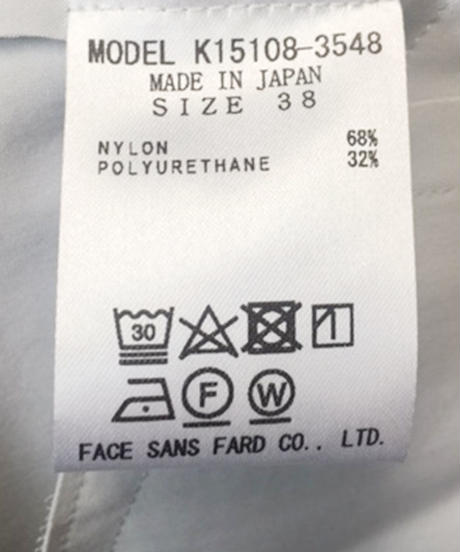 MODEL K15108-3548
MADE IN JAPAN
SIZE 38
NYLON 68%
POLYURETHANE 32%
30
F W
FACE SANS FARD CO., LTD.